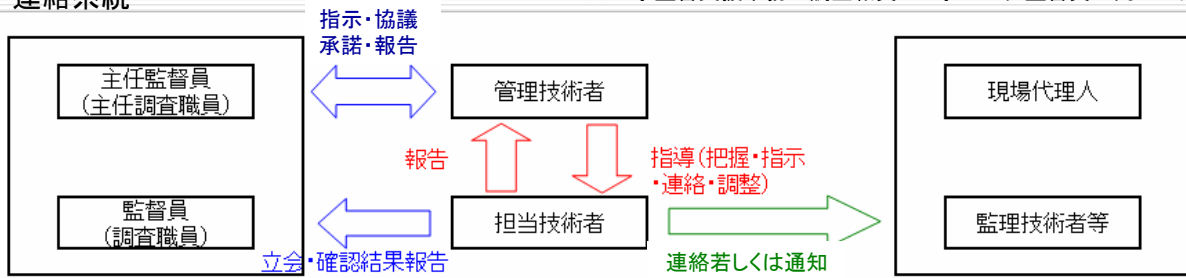 連絡系統
指示・協議
承諾・報告
主任監督員
(主任調査職員)
管理技術者
現場代理人
報告
指導(把握・指示
・連絡・調整)
監督員
(調査職員)
担当技術者
監理技術者等
立会・確認結果報告
連絡若しくは通知